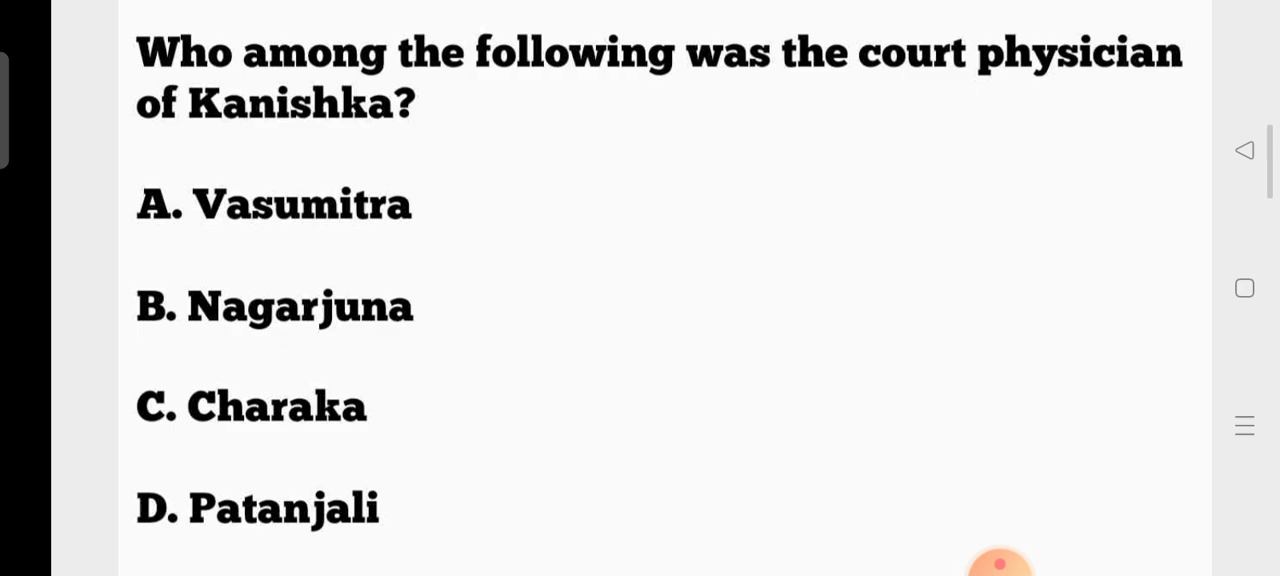 Who among the following was the court physician
of Kanishka?
A. Vasumitra
B. Nagarjuna
C. Charaka
D. Patanjali